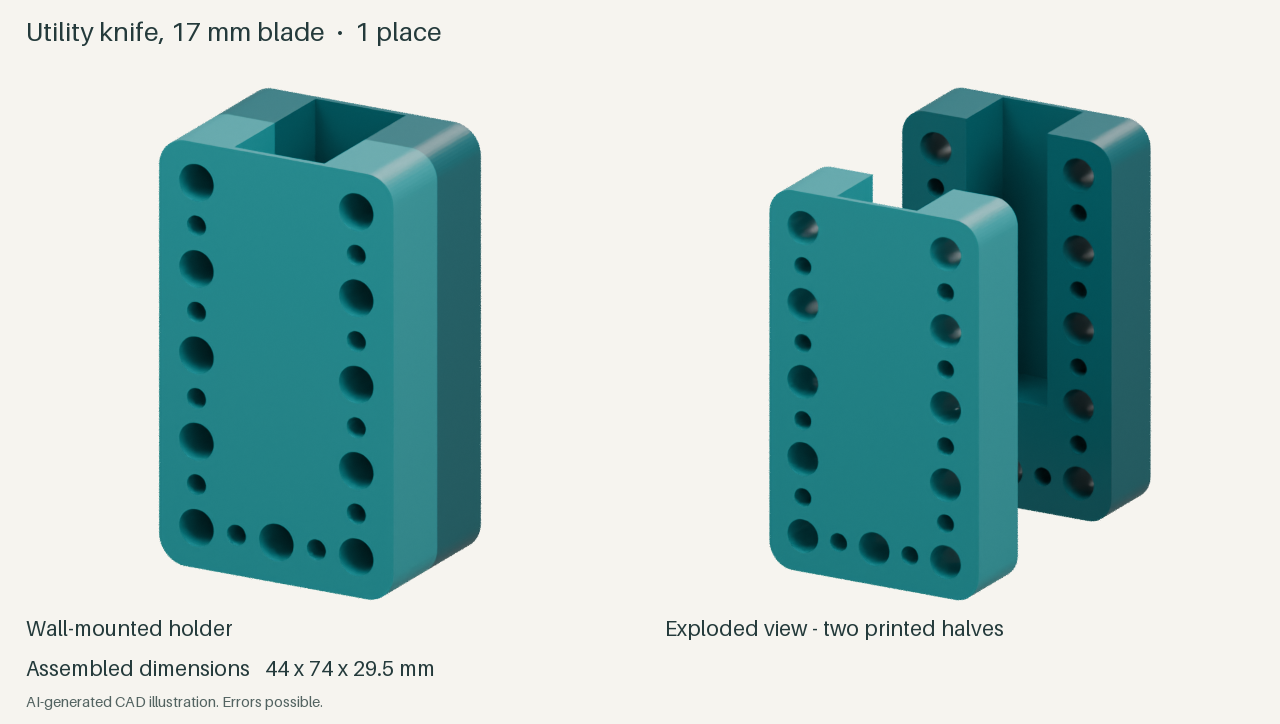 Utility knife, 17 mm blade · 1 place
Wall-mounted holder
Exploded view - two printed halves
Assembled dimensions 44 x 74 x 29.5 mm
AI-generated CAD illustration. Errors possible.